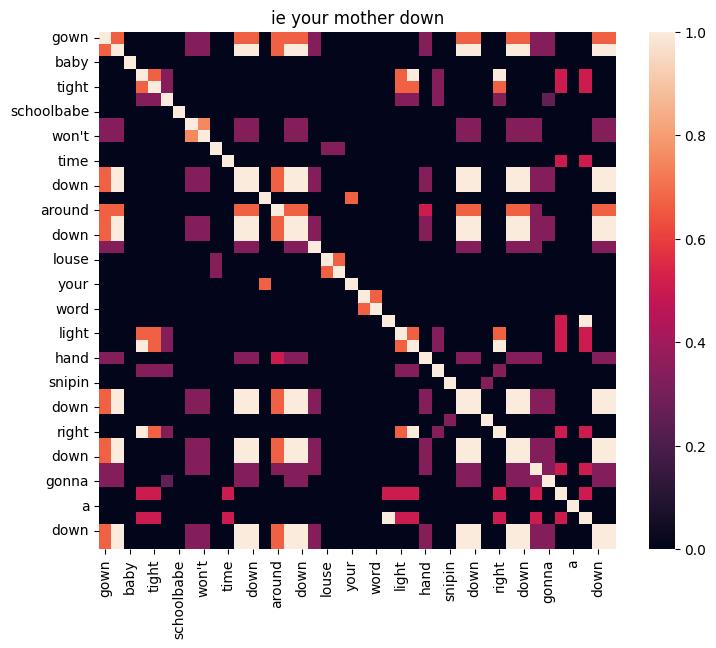 ie your mother down
gown
baby
tight
schoolbabe
won't
time
down
around
down
louse
your
word
light
hand
snipin
down
right
down
gonna
a
down
1.0
0.8
0.6
0.4
0.2
0.0
gown
baby
tight
schoolbabe
won't
time
down
around
down
louse
your
word
light
hand
snipin
down
right
down
gonna
a
down